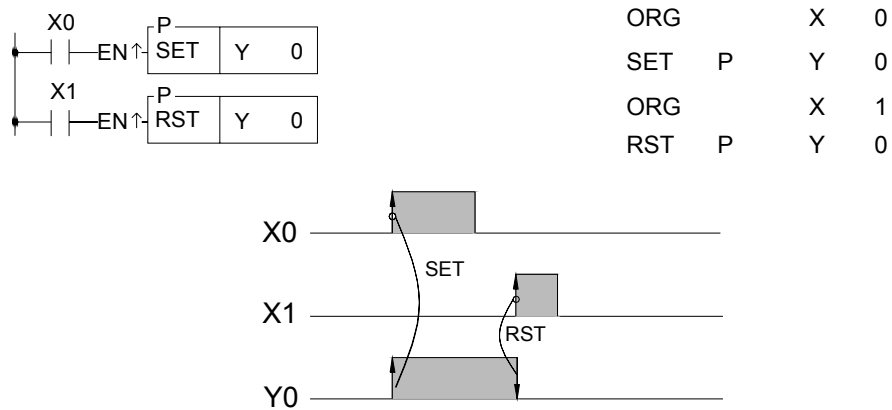 X0
P
EN↑ SET Y 0
X1
P
EN↑ RST Y 0
ORG X 0
SET P Y 0
ORG X 1
RST P Y 0
X0
SET
X1
RST
Y0